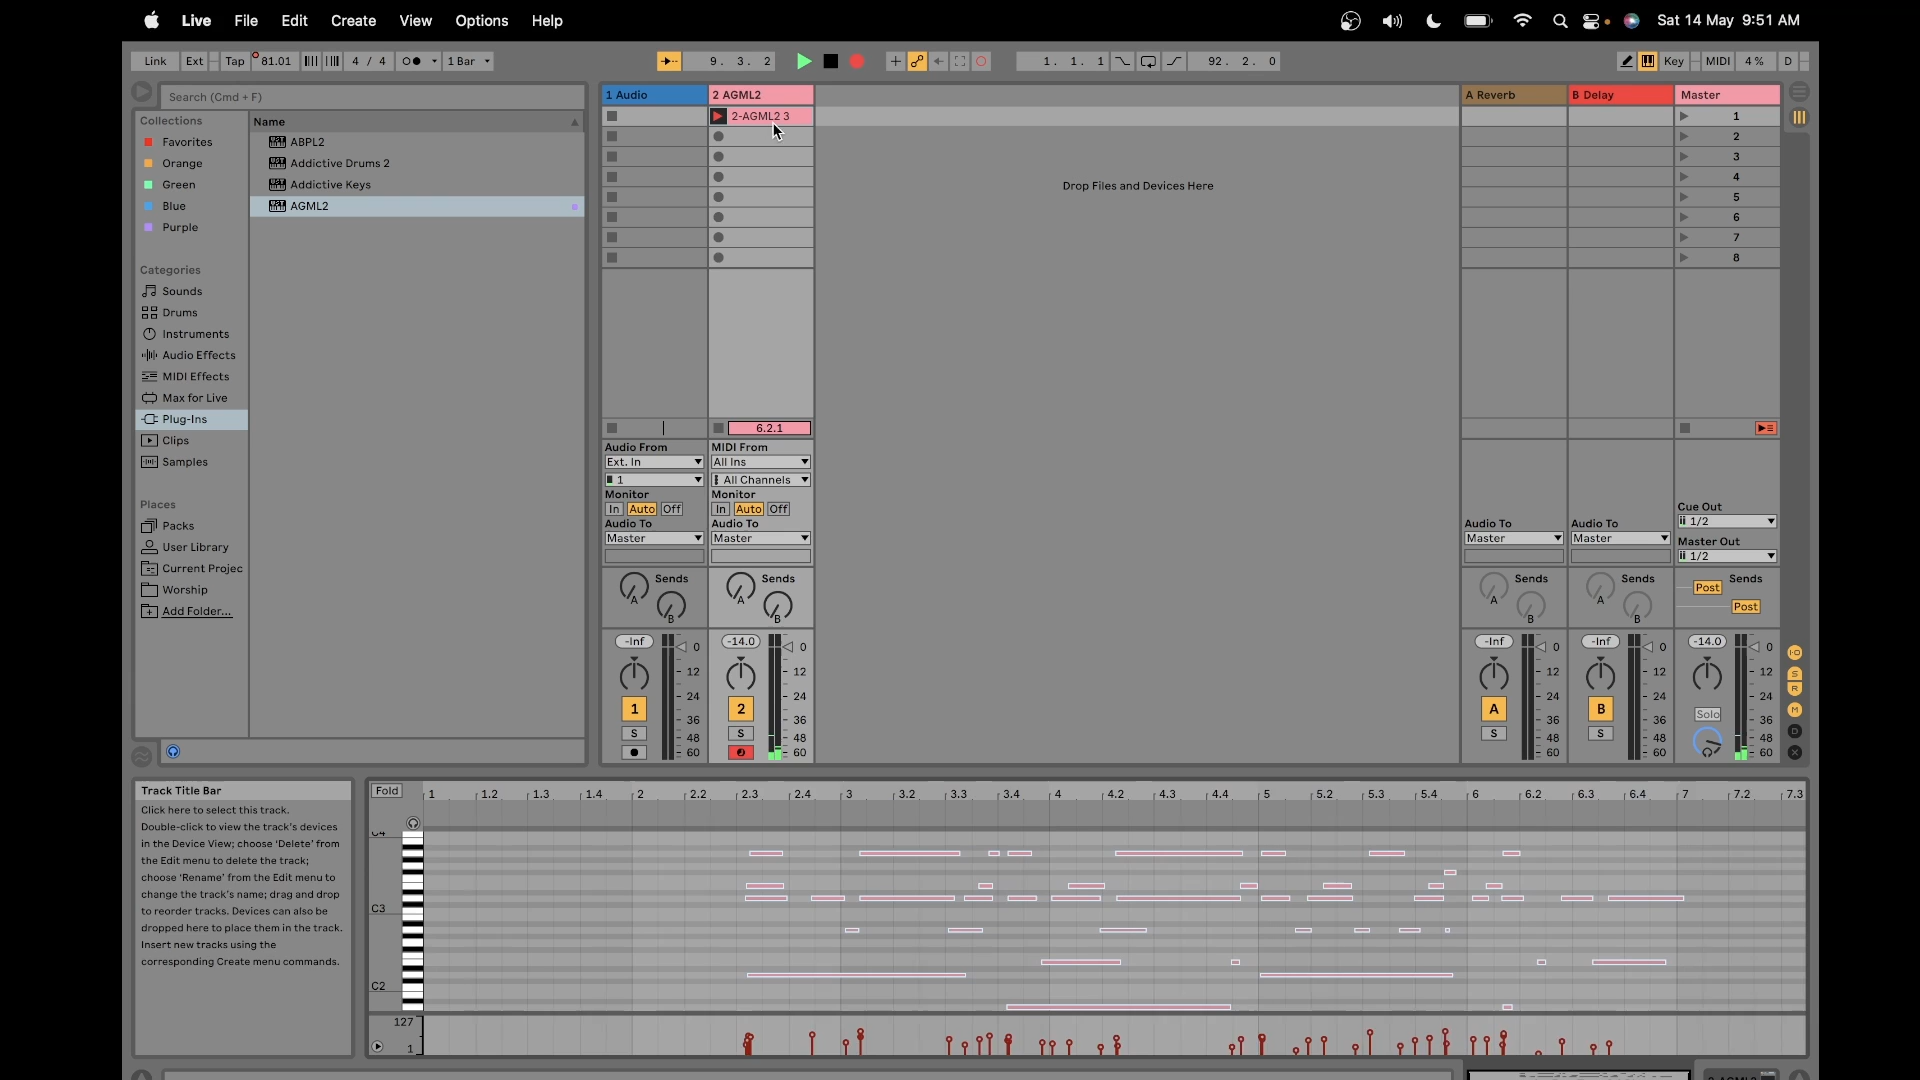 Live File Edit Create View Options Help Sat 14 May 9:51 AM
Link Ext Tap 81.01 4 / 4 1 Bar 9. 3. 2 1. 1. 1 92. 2. 0 Key MIDI 4 % D
Search (Cmd + F)
Collections
Favorites
Orange
Green
Blue
Purple
Categories
Sounds
Drums
Instruments
Audio Effects
MIDI Effects
Max for Live
Plug-Ins
Clips
Samples
Places
Packs
User Library
Current Projec
Worship
Add Folder...
Name
ABPL2
Addictive Drums 2
Addictive Keys
AGML2
1 Audio 2 AGML2 A Reverb B Delay Master
2-AGML2 3 1
2
3
4
5
6
7
8
Drop Files and Devices Here
6.2.1
Audio From MIDI From
Ext. In All Ins
1 All Channels
Monitor Monitor Cue Out
In Auto Off In Auto Off 1/2
Audio To Audio To Audio To Audio To Master Out
Master Master Master Master 1/2
Sends Sends Sends Sends Sends
A B A B A B A B Post Post
-Inf -14.0 -Inf -Inf -14.0
0 0 0 0 0
12 12 12 12 12
24 24 24 24 24
1 2 A B Solo
36 36 36 36 36
S S S S
48 48 48 48 48
60 60 60 60 60
I·O
S
R
M
D
X
Track Title Bar
Click here to select this track.
Double-click to view the track's devices
in the Device View; choose 'Delete' from
the Edit menu to delete the track;
choose 'Rename' from the Edit menu to
change the track's name; drag and drop
to reorder tracks. Devices can also be
dropped here to place them in the track.
Insert new tracks using the
corresponding Create menu commands.
Fold 1 1.2 1.3 1.4 2 2.2 2.3 2.4 3 3.2 3.3 3.4 4 4.2 4.3 4.4 5 5.2 5.3 5.4 6 6.2 6.3 6.4 7 7.2 7.3
C4
C3
C2
127
1